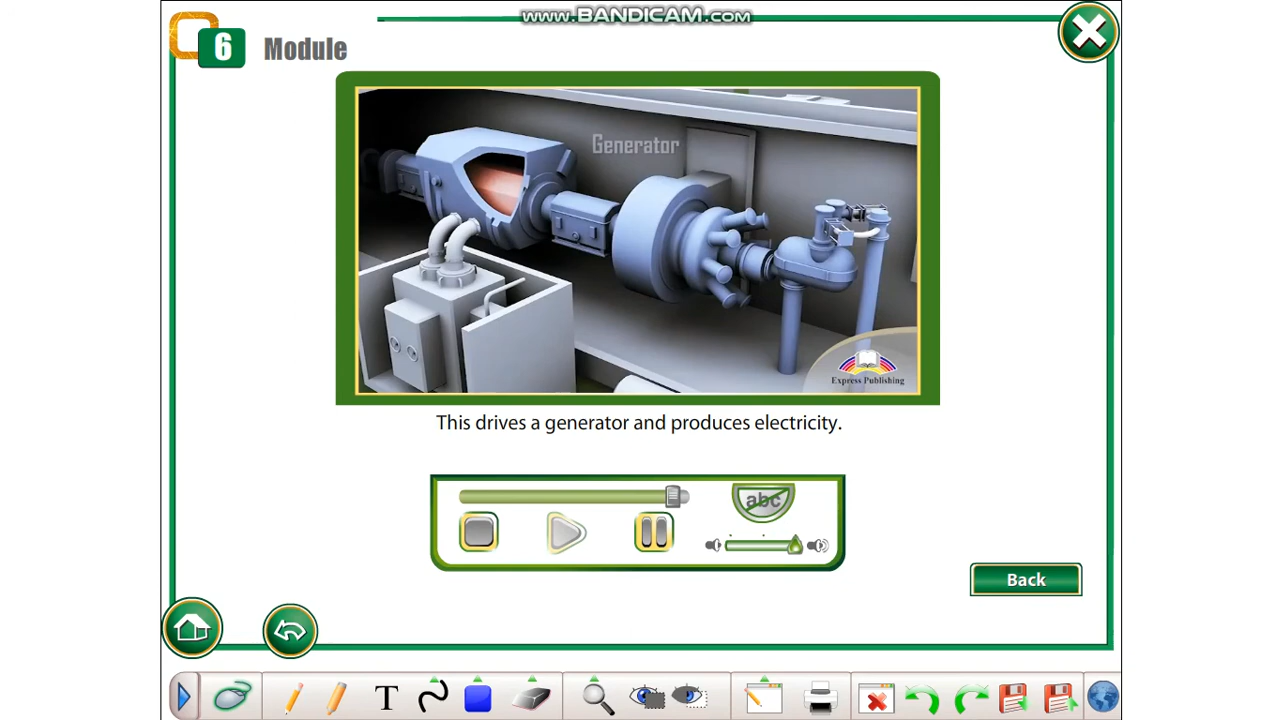 WWW.BANDICAM.COM
6 Module
Generator
Express Publishing
This drives a generator and produces electricity.
abc
Back
T